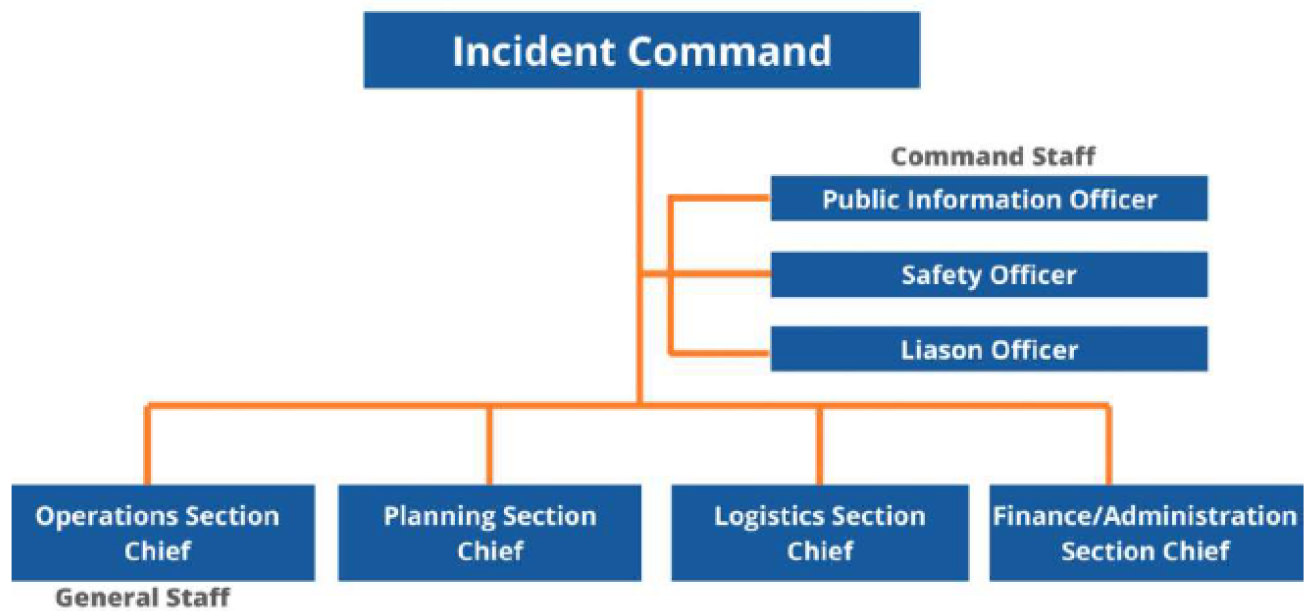 Incident Command
Command Staff
Public Information Officer
Safety Officer
Liason Officer
Operations Section
Chief
Planning Section
Chief
Logistics Section
Chief
Finance/Administration
Section Chief
General Staff